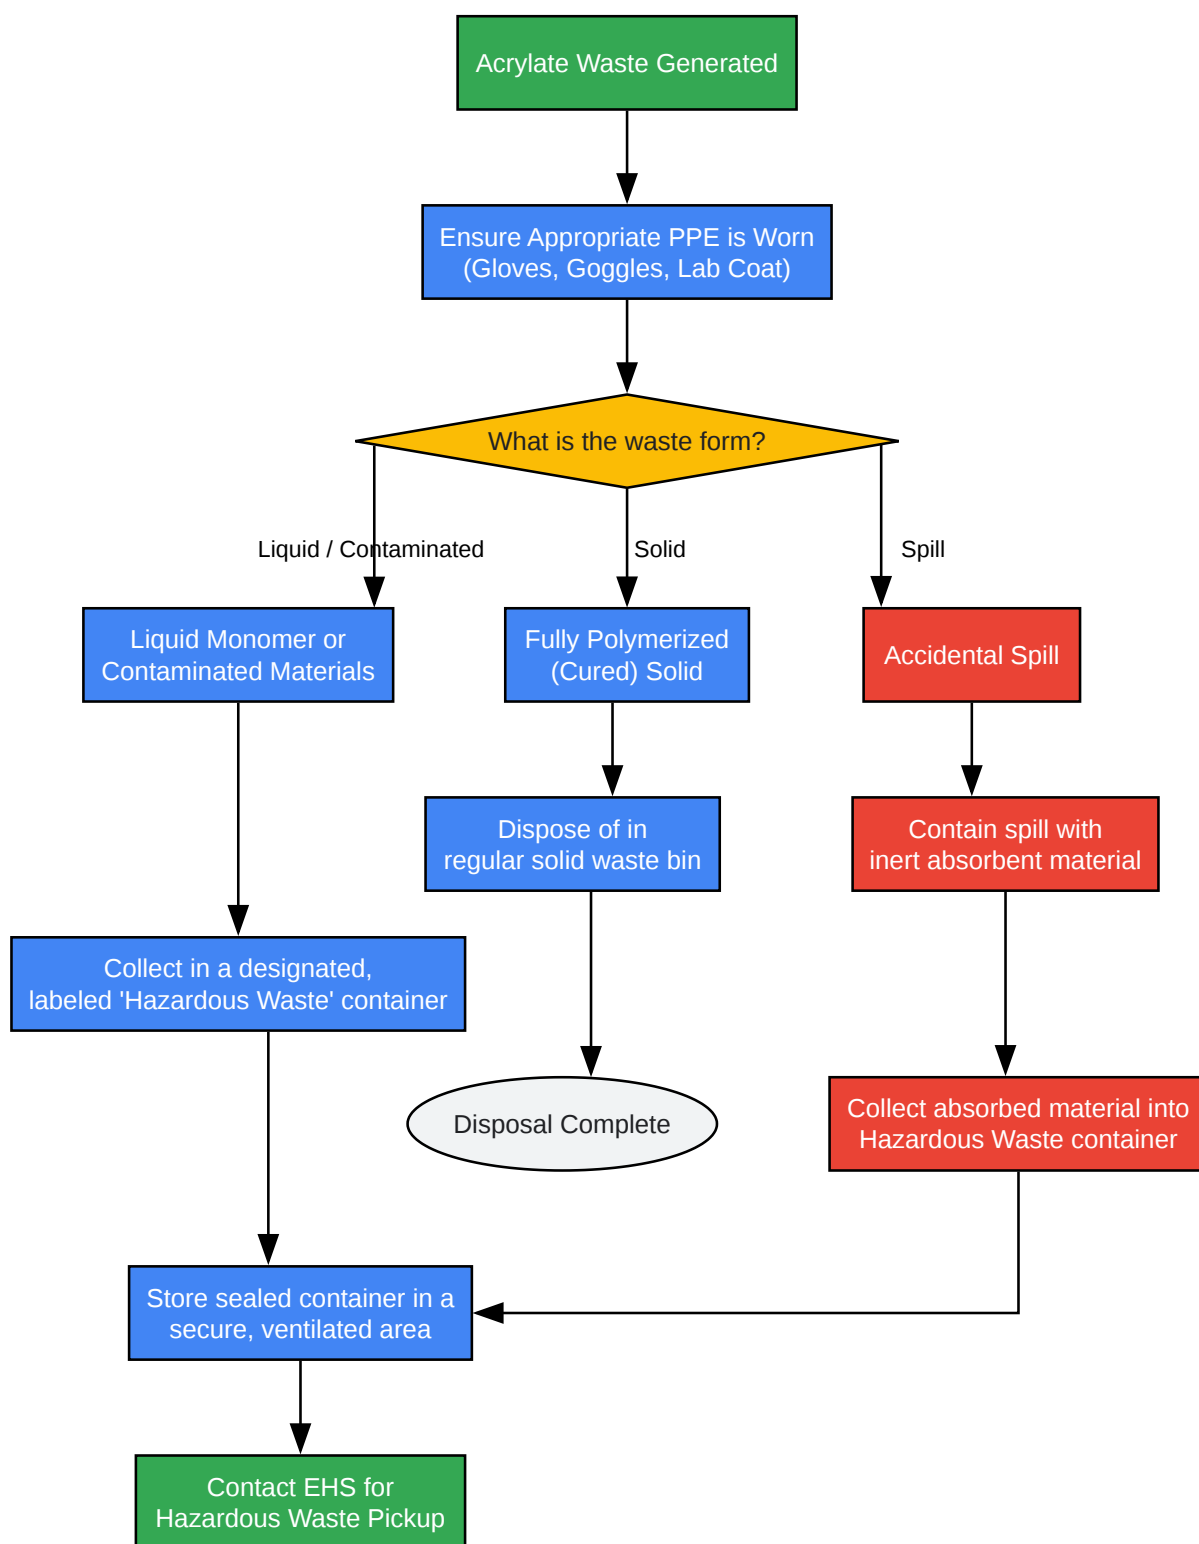 Acrylate Waste Generated
Ensure Appropriate PPE is Worn
(Gloves, Goggles, Lab Coat)
What is the waste form?
Liquid / Contaminated
Solid
Spill
Liquid Monomer or
Contaminated Materials
Fully Polymerized
(Cured) Solid
Accidental Spill
Dispose of in
regular solid waste bin
Contain spill with
inert absorbent material
Collect in a designated,
labeled 'Hazardous Waste' container
Disposal Complete
Collect absorbed material into
Hazardous Waste container
Store sealed container in a
secure, ventilated area
Contact EHS for
Hazardous Waste Pickup